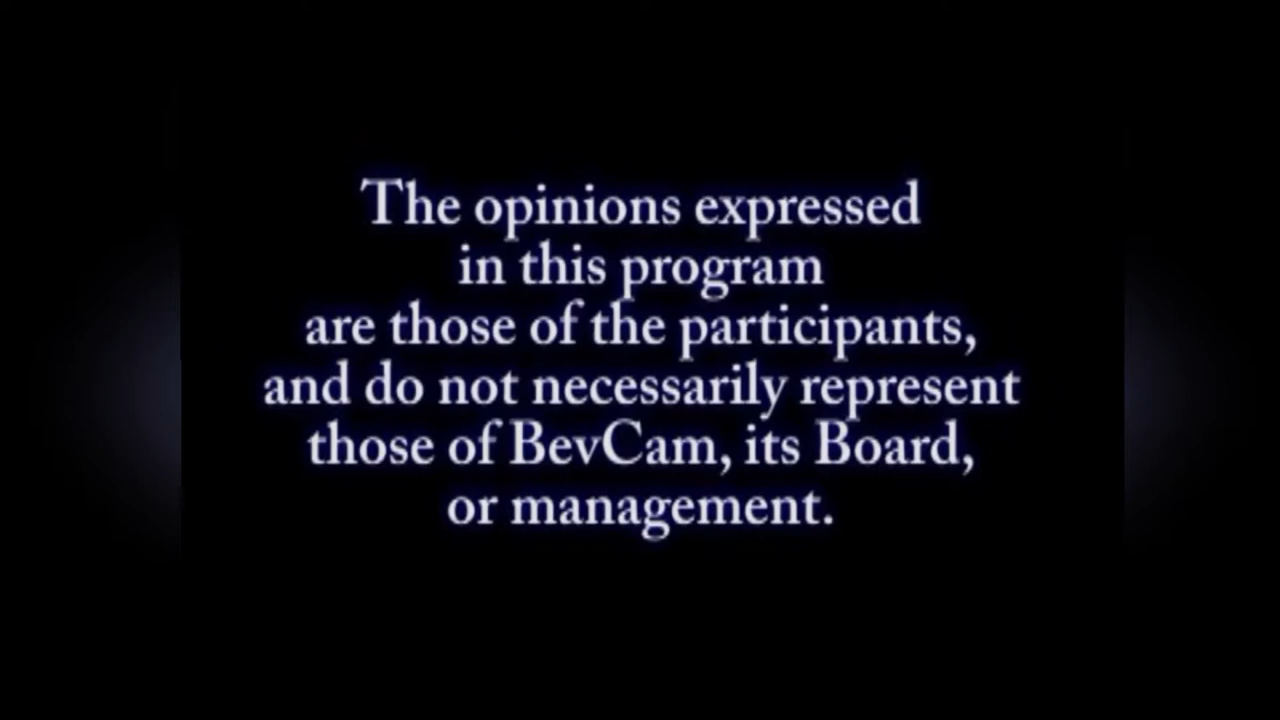 The opinions expressed
in this program
are those of the participants,
and do not necessarily represent
those of BevCam, its Board,
or management.